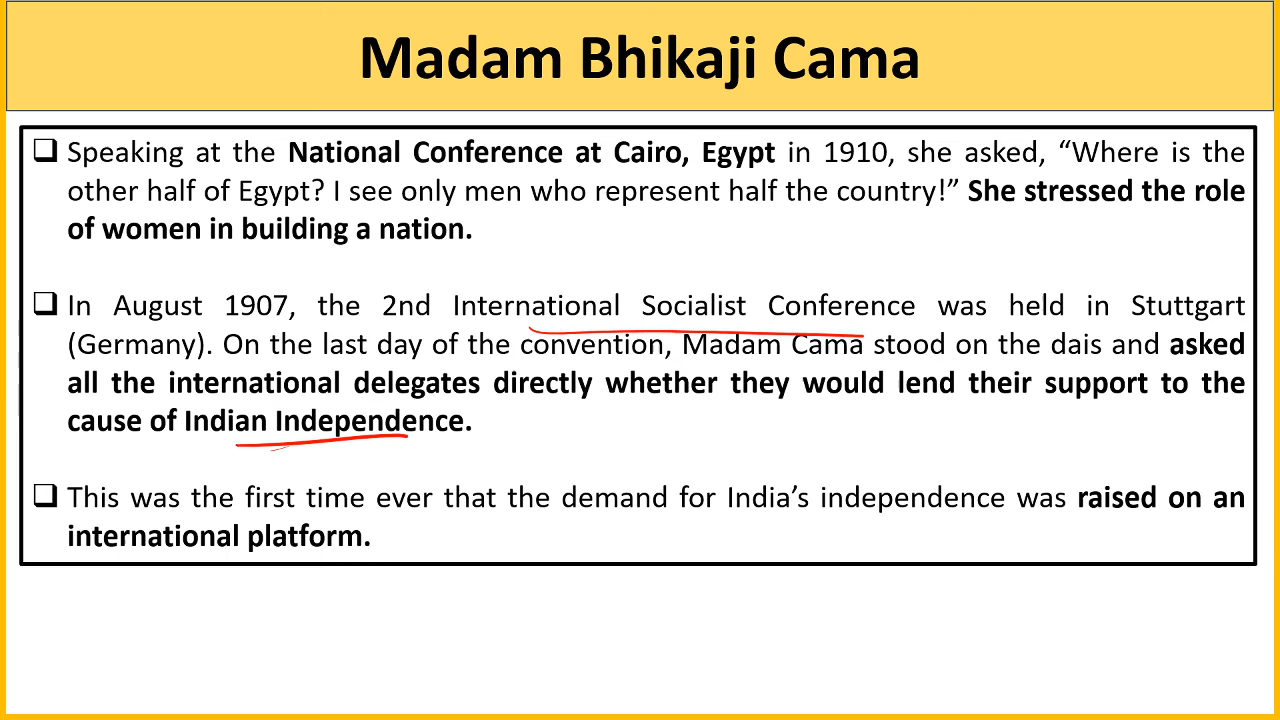 Madam Bhikaji Cama
Speaking at the National Conference at Cairo, Egypt in 1910, she asked, “Where is the
other half of Egypt? I see only men who represent half the country!” She stressed the role
of women in building a nation.
In August 1907, the 2nd International Socialist Conference was held in Stuttgart
(Germany). On the last day of the convention, Madam Cama stood on the dais and asked
all the international delegates directly whether they would lend their support to the
cause of Indian Independence.
This was the first time ever that the demand for India’s independence was raised on an
international platform.